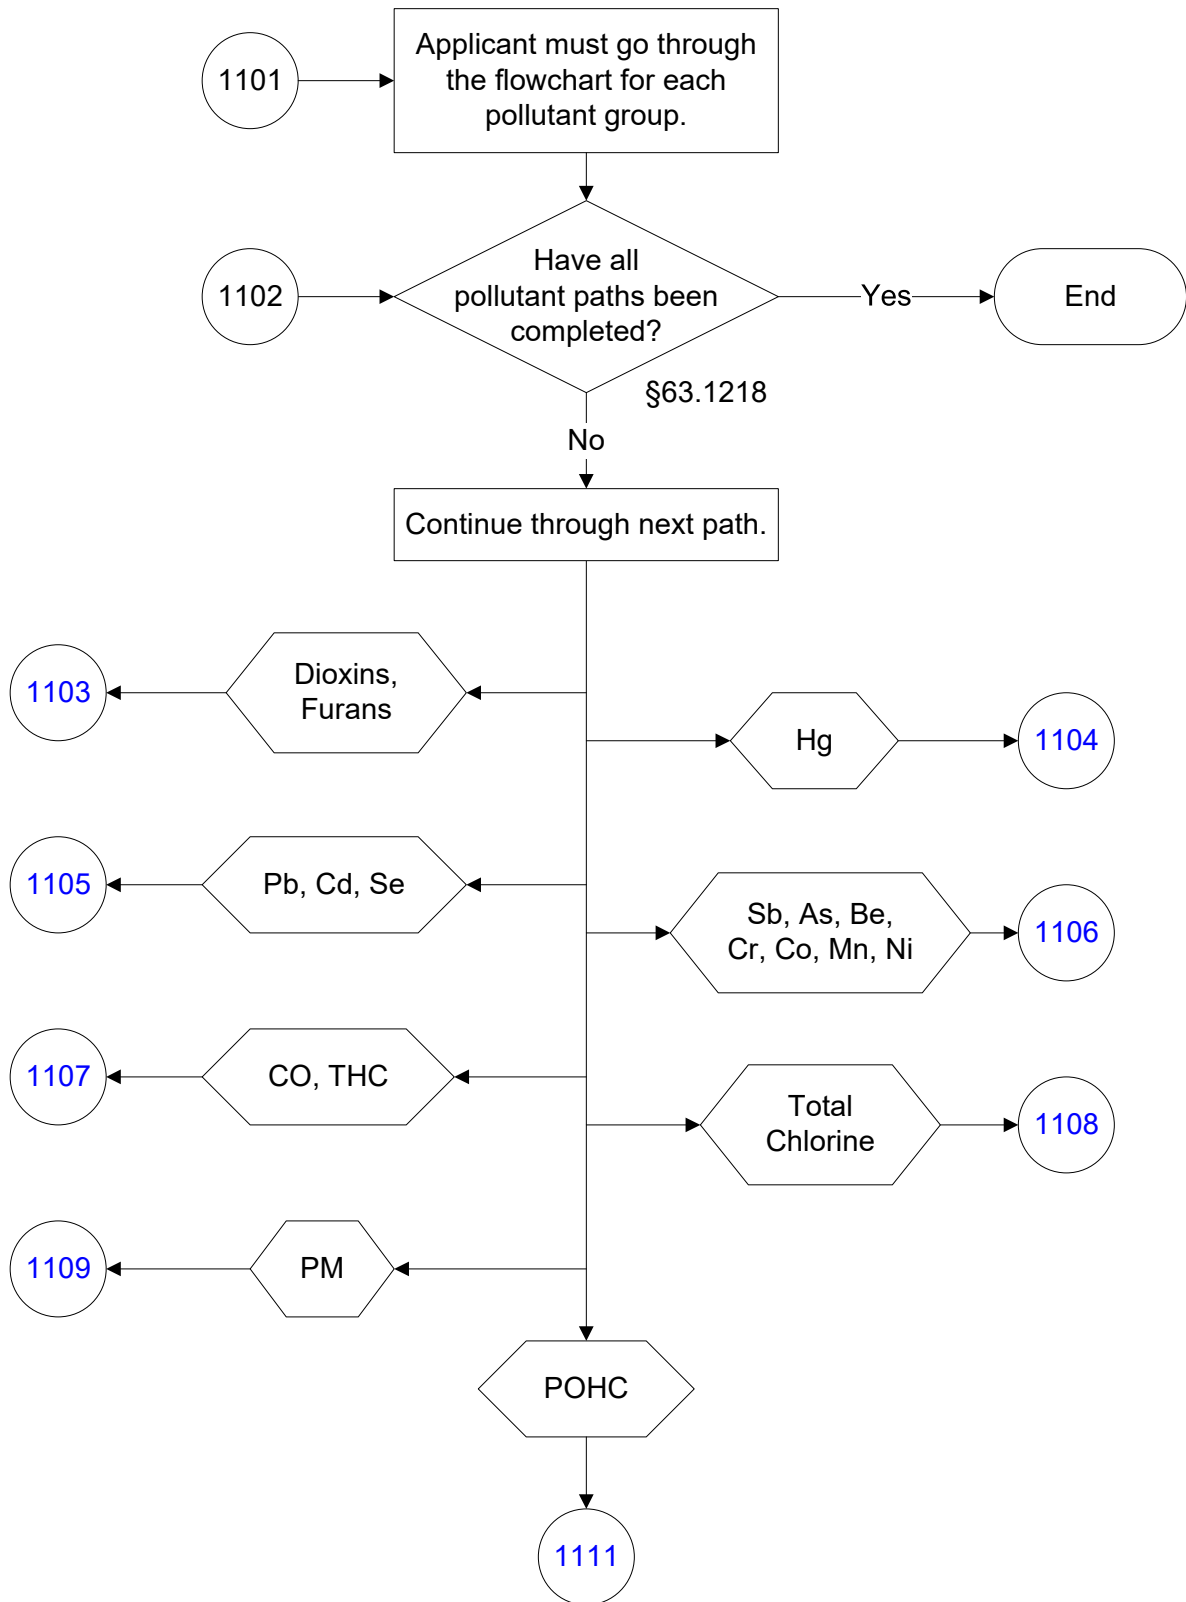 1101
Applicant must go through
the flowchart for each
pollutant group.
1102
Have all
pollutant paths been
completed?
Yes
End
§63.1218
No
Continue through next path.
1103
Dioxins,
Furans
Hg
1104
1105
Pb, Cd, Se
Sb, As, Be,
Cr, Co, Mn, Ni
1106
1107
CO, THC
Total
Chlorine
1108
1109
PM
POHC
1111